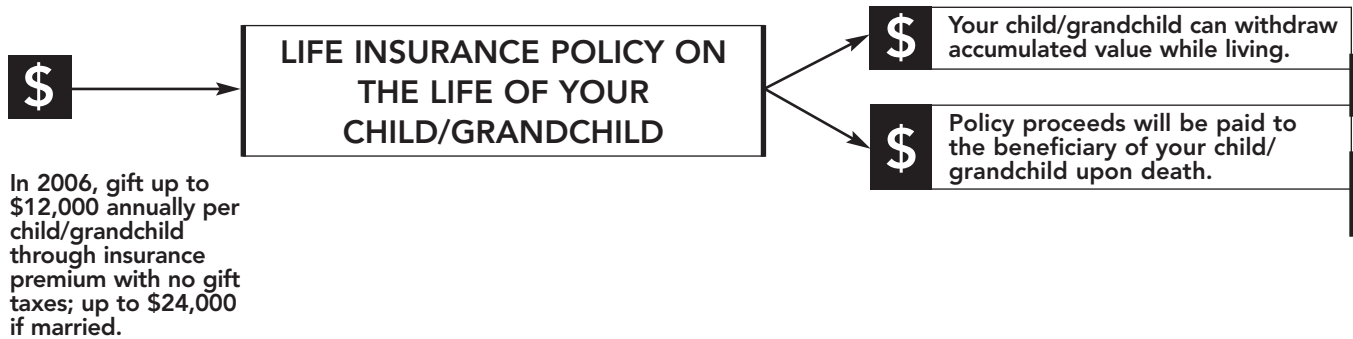 $
In 2006, gift up to
$12,000 annually per
child/grandchild
through insurance
premium with no gift
taxes; up to $24,000
if married.
LIFE INSURANCE POLICY ON
THE LIFE OF YOUR
CHILD/GRANDCHILD
$
Your child/grandchild can withdraw
accumulated value while living.
$
Policy proceeds will be paid to
the beneficiary of your child/
grandchild upon death.